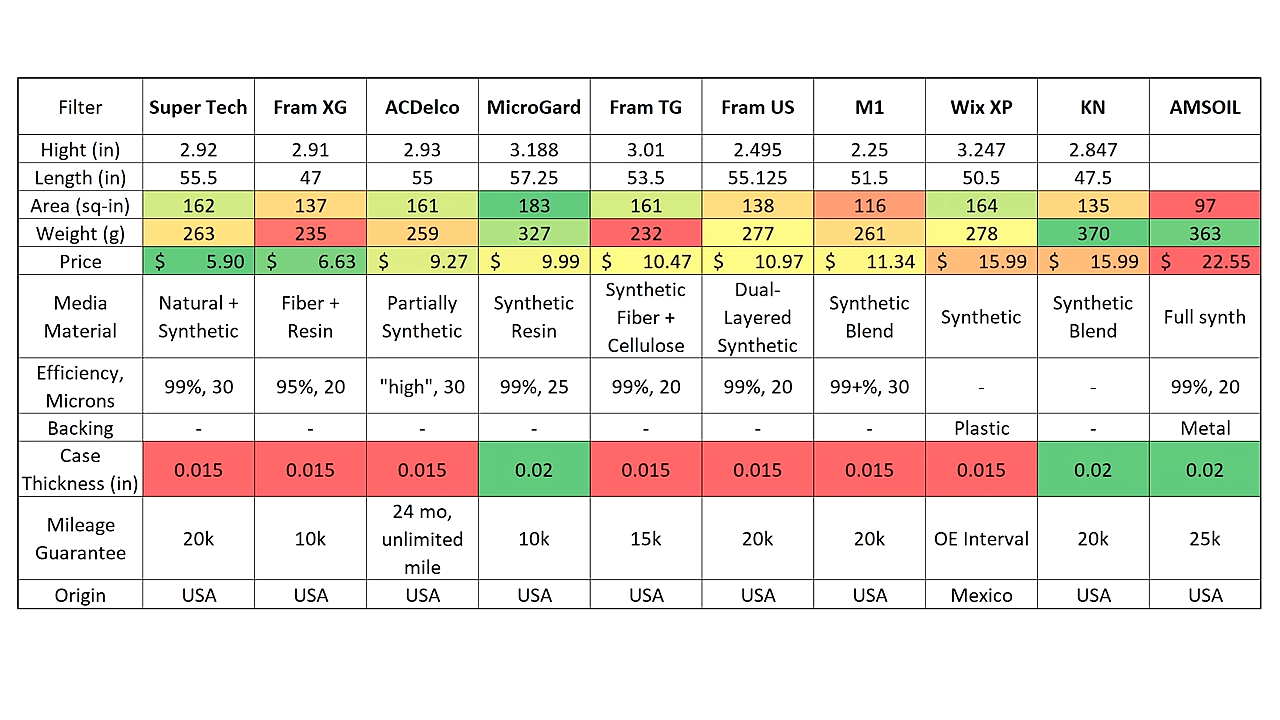 Filter Super Tech Fram XG ACDelco MicroGard Fram TG Fram US M1 Wix XP KN AMSOIL
Hight (in) 2.92 2.91 2.93 3.188 3.01 2.495 2.25 3.247 2.847
Length (in) 55.5 47 55 57.25 53.5 55.125 51.5 50.5 47.5
Area (sq-in) 162 137 161 183 161 138 116 164 135 97
Weight (g) 263 235 259 327 232 277 261 278 370 363
Price $ 5.90 $ 6.63 $ 9.27 $ 9.99 $ 10.47 $ 10.97 $ 11.34 $ 15.99 $ 15.99 $ 22.55
Media
Material
Natural +
Synthetic
Fiber +
Resin
Partially
Synthetic
Synthetic
Resin
Synthetic
Fiber +
Cellulose
Dual-
Layered
Synthetic
Synthetic
Blend
Synthetic
Synthetic
Blend
Full synth
Efficiency,
Microns
99%, 30 95%, 20 "high", 30 99%, 25 99%, 20 99%, 20 99+%, 30 - - 99%, 20
Backing - - - - - - - Plastic - Metal
Case
Thickness (in)
0.015 0.015 0.015 0.02 0.015 0.015 0.015 0.015 0.02 0.02
Mileage
Guarantee
20k
10k
24 mo,
unlimited
mile
10k
15k
20k
20k
OE Interval
20k
25k
Origin USA USA USA USA USA USA USA Mexico USA USA